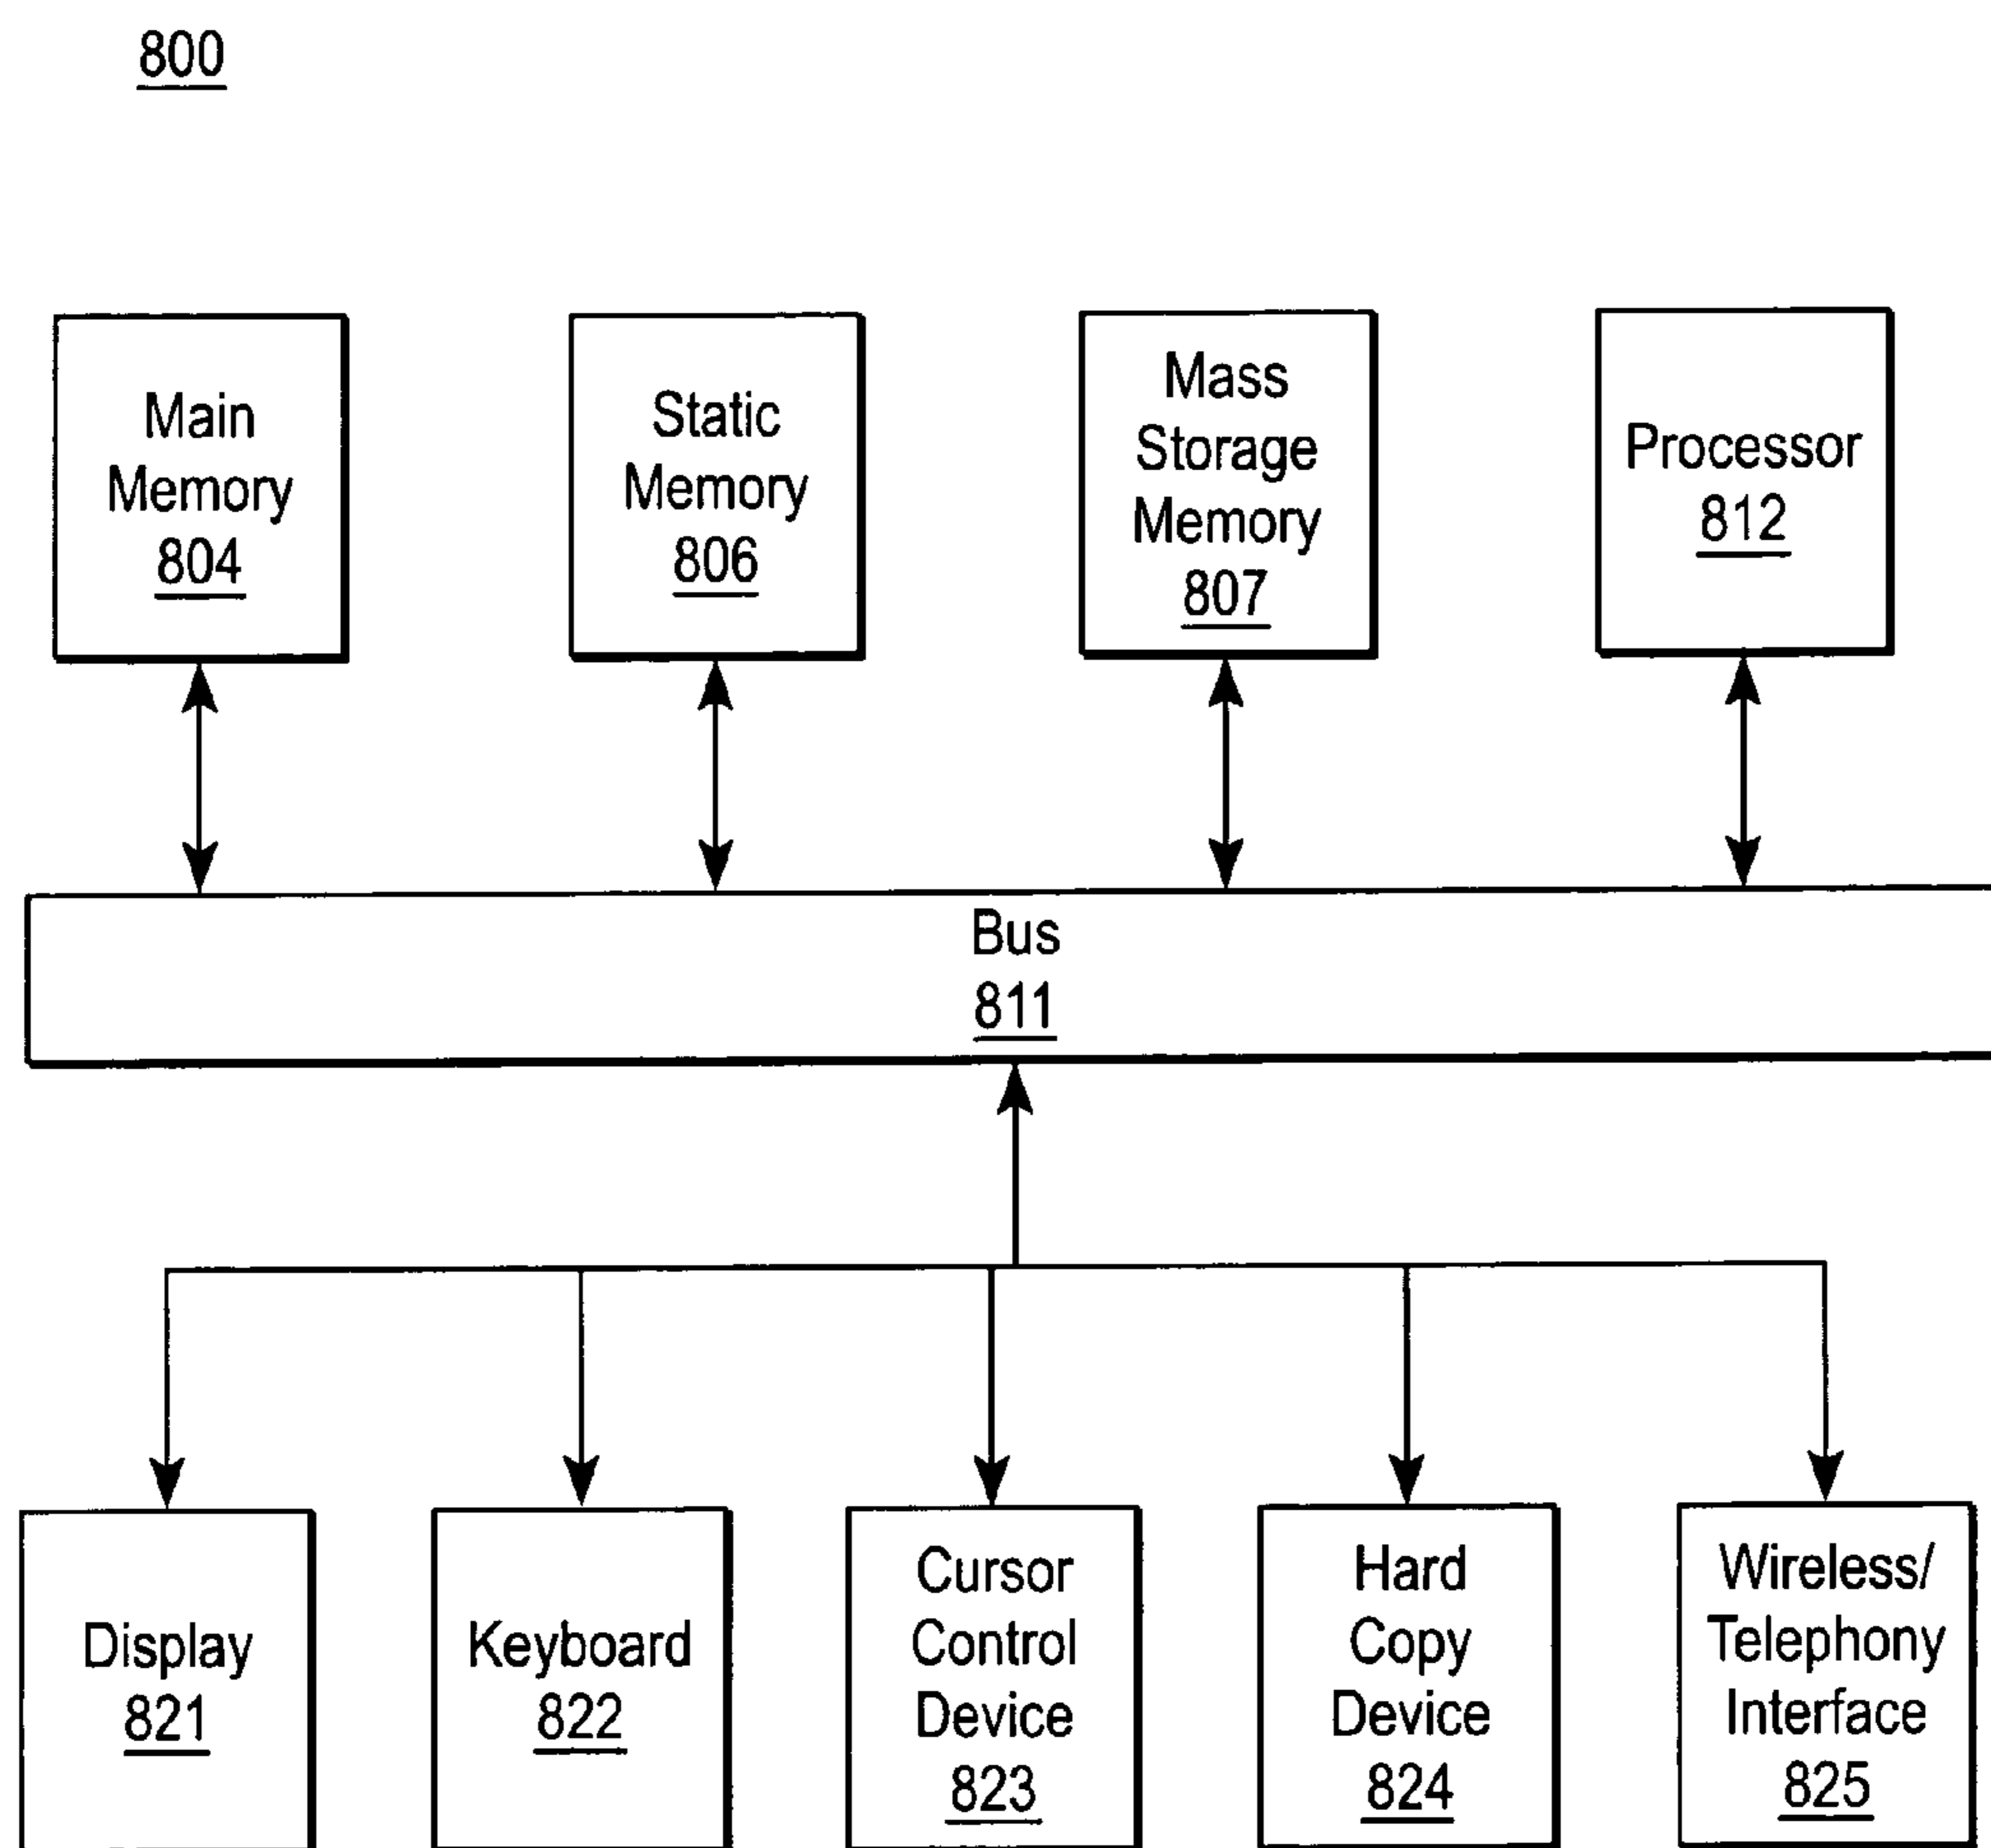 800
Main
Memory
804
Static
Memory
806
Mass
Storage
Memory
807
Processor
812
Bus
811
Display
821
Keyboard
822
Cursor
Control
Device
823
Hard
Copy
Device
824
Wireless/
Telephony
Interface
825